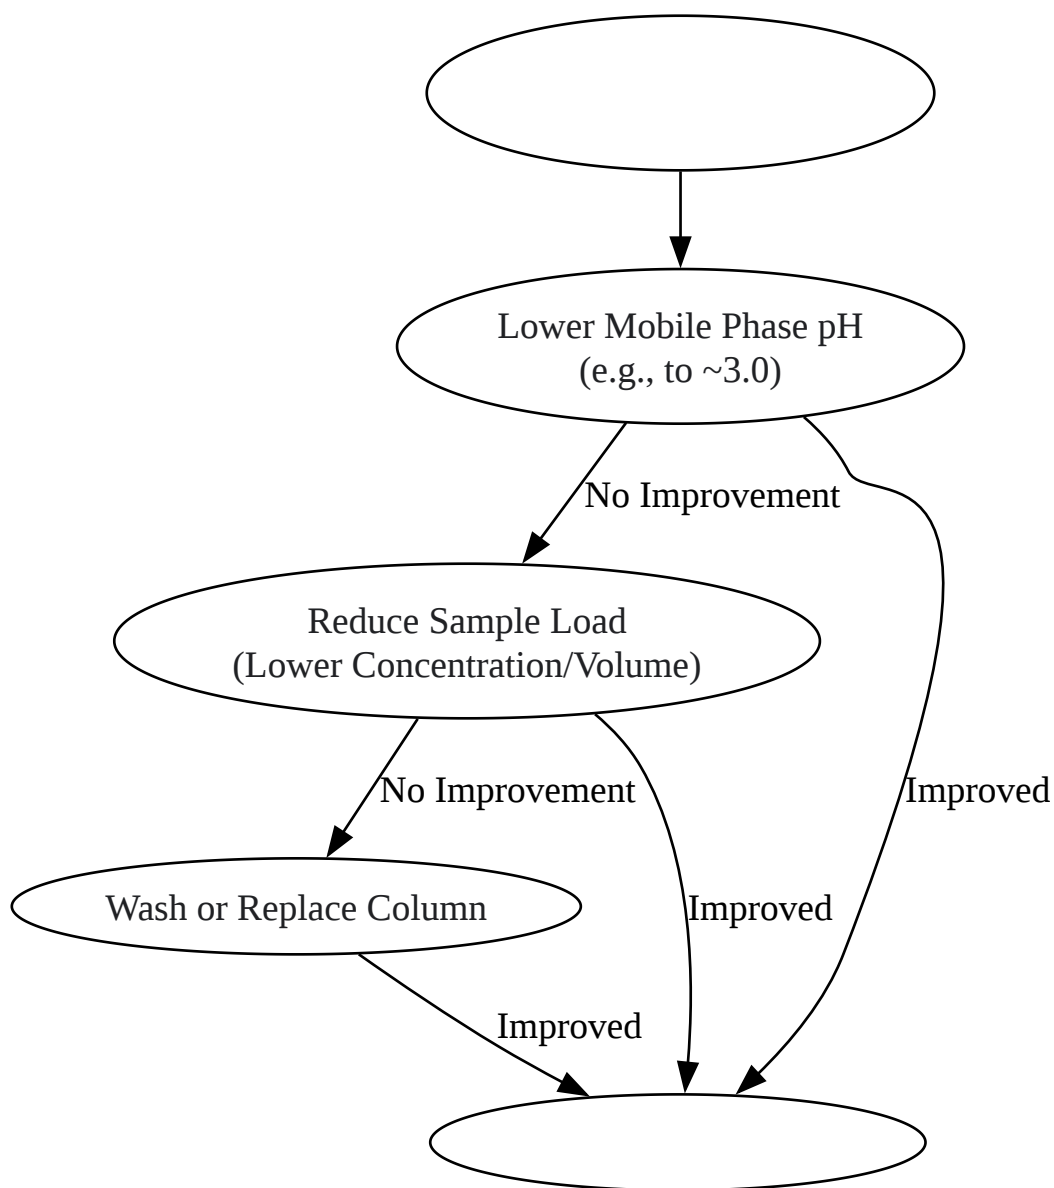 Lower Mobile Phase pH
(e.g., to ~3.0)
No Improvement
Reduce Sample Load
(Lower Concentration/Volume)
No Improvement
Improved
Wash or Replace Column
Improved
Improved